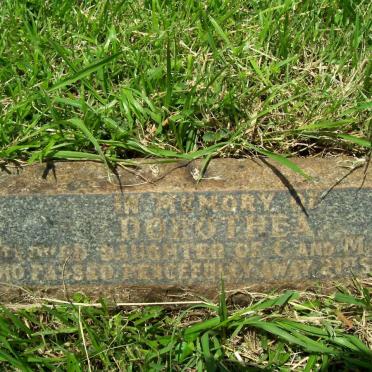 IN MEMORY OF
DOROTHEA
DAUGHTER OF C. AND M.
WHO PASSED PEACEFULLY AWAY